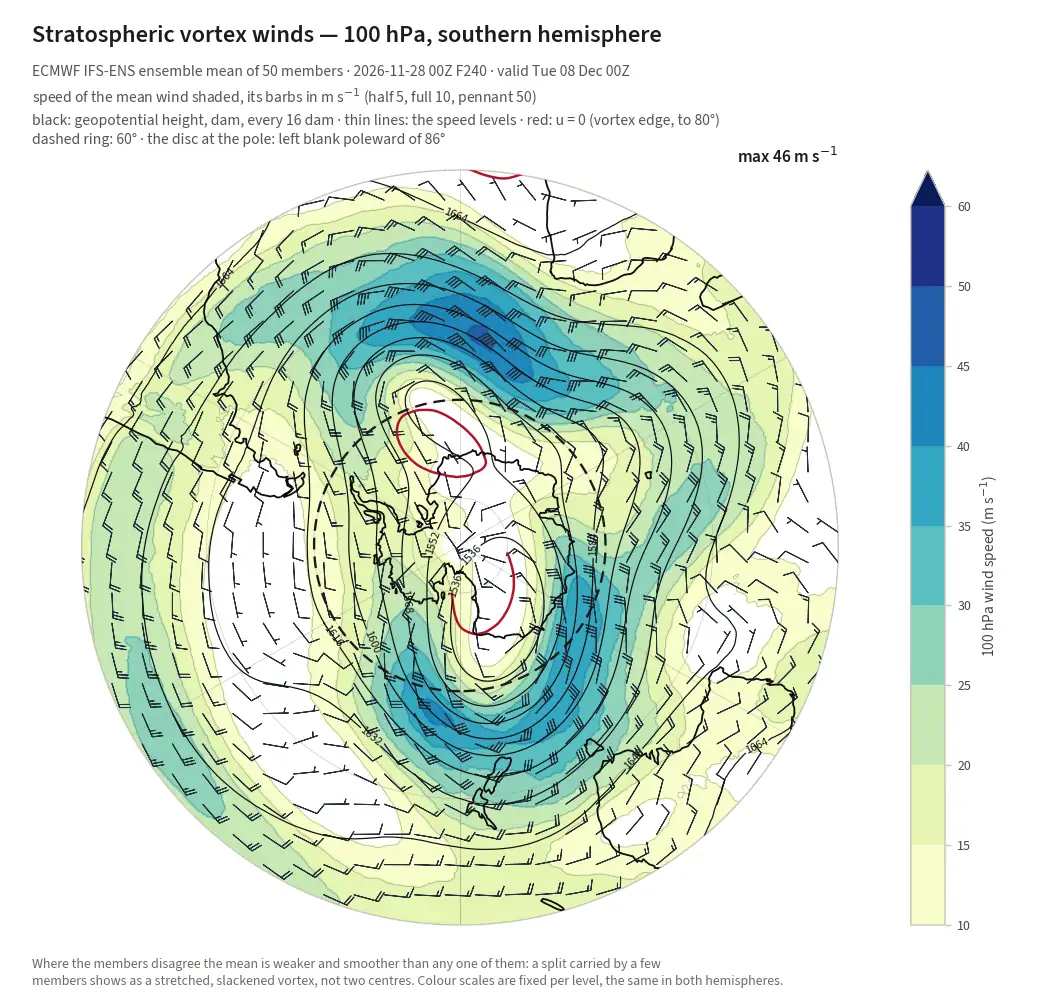 Stratospheric vortex winds — 100 hPa, southern hemisphere
ECMWF IFS-ENS ensemble mean of 50 members · 2026-11-28 00Z F240 · valid Tue 08 Dec 00Z
speed of the mean wind shaded, its barbs in m s⁻¹ (half 5, full 10, pennant 50)
black: geopotential height, dam, every 16 dam · thin lines: the speed levels · red: u = 0 (vortex edge, to 80°)
dashed ring: 60° · the disc at the pole: left blank poleward of 86°
max 46 m s⁻¹
1664
60
50
45
40
35
30
25
20
15
10
100 hPa wind speed (m s⁻¹)
1552
1536
1536
1616
1600
1632
1648
1664
Where the members disagree the mean is weaker and smoother than any one of them: a split carried by a few
members shows as a stretched, slackened vortex, not two centres. Colour scales are fixed per level, the same in both hemispheres.